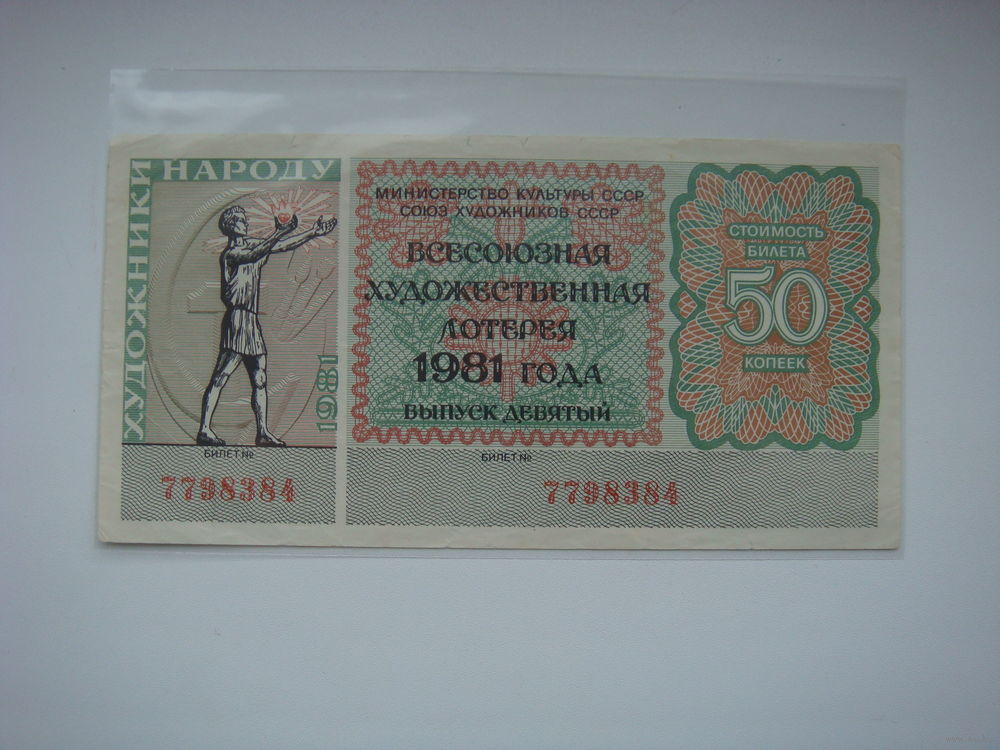 ХУДОЖНИКИ
НАРОДУ
1981
БИЛЕТ №
7798384
МИНИСТЕРСТВО КУЛЬТУРЫ СССР
СОЮЗ ХУДОЖНИКОВ СССР
ВСЕСОЮЗНАЯ
ХУДОЖЕСТВЕННАЯ
ЛОТЕРЕЯ
1981 ГОДА
ВЫПУСК ДЕВЯТЫЙ
БИЛЕТ №
7798384
СТОИМОСТЬ
БИЛЕТА
50
КОПЕЕК